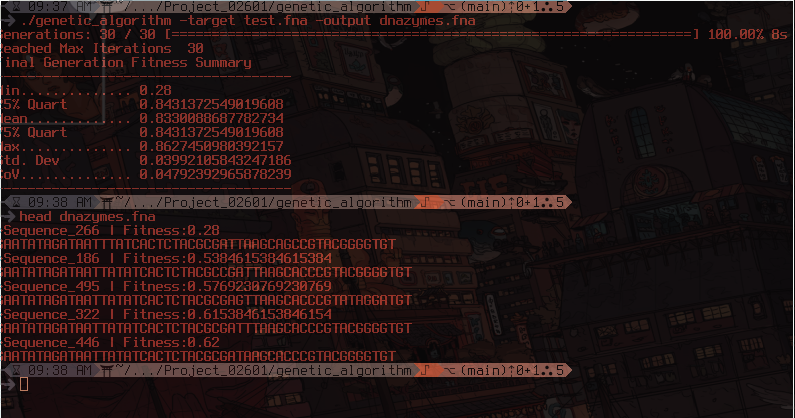 09:37 AM ~/.../Project_02601/genetic_algorithm (main)↑0+1∴5
➜ ./genetic_algorithm -target test.fna -output dnazymes.fna
enerations: 30 / 30 [==================================================================] 100.00% 8s
eached Max Iterations 30
inal Generation Fitness Summary
-----------------------------------
in.............. 0.28
5% Quart 0.8431372549019608
ean............. 0.8330088687782734
5% Quart 0.8431372549019608
ax.............. 0.8627450980392157
td. Dev 0.03992105843247186
oV.............. 0.04792392965878239
-----------------------------------
09:38 AM ~/.../Project_02601/genetic_algorithm (main)↑0+1∴5
➜ head dnazymes.fna
Sequence_266 | Fitness:0.28
AATATAGATAATTTATCACTCTACGCGATTAAGCAGCCGTACGGGGTGT
Sequence_186 | Fitness:0.5384615384615384
AATATAGATAATTATATCACTCTACGCCGATTAAGCACCCGTACGGGGTGT
Sequence_495 | Fitness:0.5769230769230769
AATATAGATAATTATATCACTCTACGCGAGTTAAGCACCCGTATAGGATGT
Sequence_322 | Fitness:0.6153846153846154
AATATAGATAATTATATCACTCTACGCGATTTAAGCACCCGTACGGGGTGT
Sequence_446 | Fitness:0.62
AATATAGATAATTATATCACTCTACGCGATAAGCACCCGTACGGGGTGT
09:38 AM ~/.../Project_02601/genetic_algorithm (main)↑0+1∴5
➜